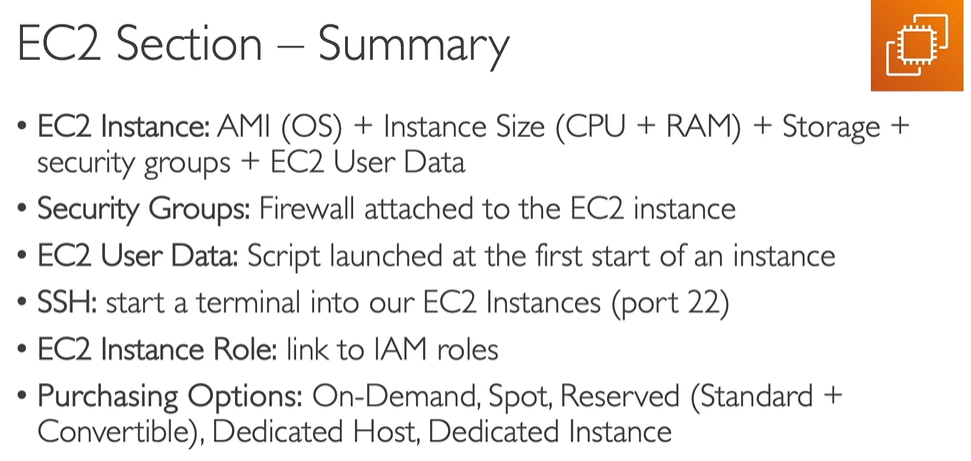 EC2 Section – Summary
• EC2 Instance: AMI (OS) + Instance Size (CPU + RAM) + Storage +
security groups + EC2 User Data
• Security Groups: Firewall attached to the EC2 instance
• EC2 User Data: Script launched at the first start of an instance
• SSH: start a terminal into our EC2 Instances (port 22)
• EC2 Instance Role: link to IAM roles
• Purchasing Options: On-Demand, Spot, Reserved (Standard +
Convertible), Dedicated Host, Dedicated Instance